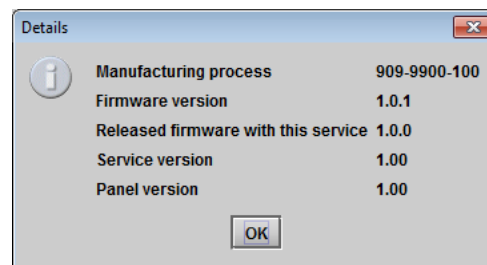 Details
Manufacturing process 909-9900-100
Firmware version 1.0.1
Released firmware with this service 1.0.0
Service version 1.00
Panel version 1.00
OK